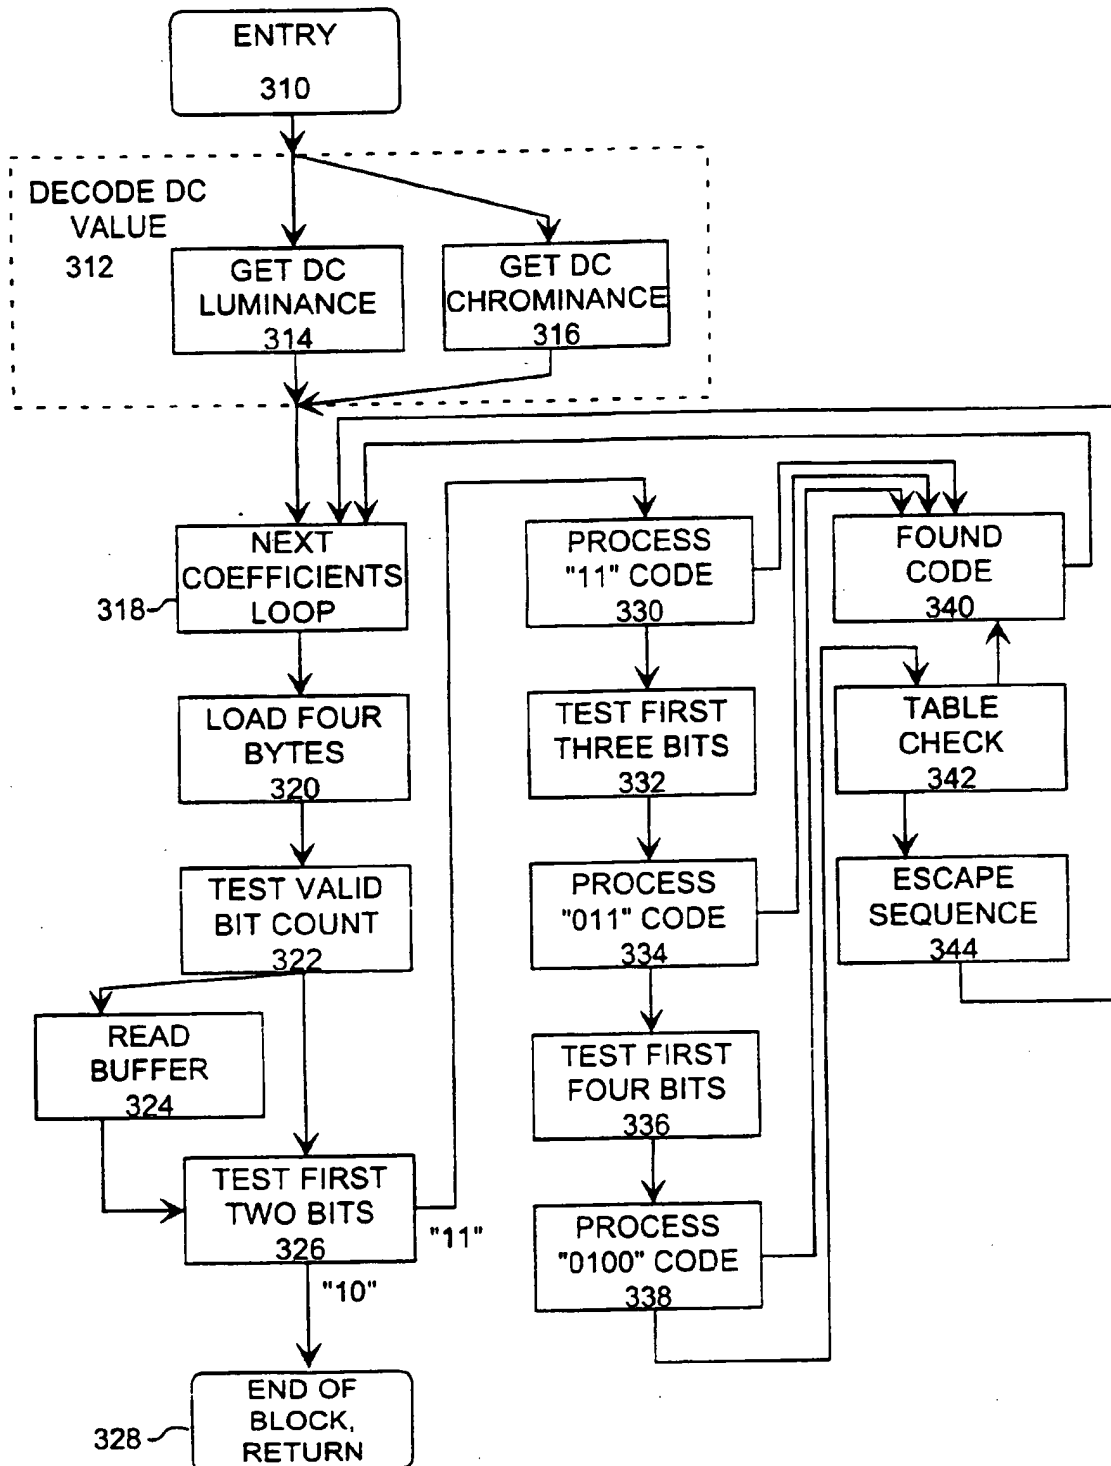 ENTRY
310
DECODE DC
VALUE
312
GET DC
LUMINANCE
314
GET DC
CHROMINANCE
316
NEXT
COEFFICIENTS
LOOP
318
LOAD FOUR
BYTES
320
TEST VALID
BIT COUNT
322
READ
BUFFER
324
TEST FIRST
TWO BITS
326
"11"
"10"
END OF
BLOCK,
RETURN
328
PROCESS
"11" CODE
330
TEST FIRST
THREE BITS
332
PROCESS
"011" CODE
334
TEST FIRST
FOUR BITS
336
PROCESS
"0100" CODE
338
FOUND
CODE
340
TABLE
CHECK
342
ESCAPE
SEQUENCE
344